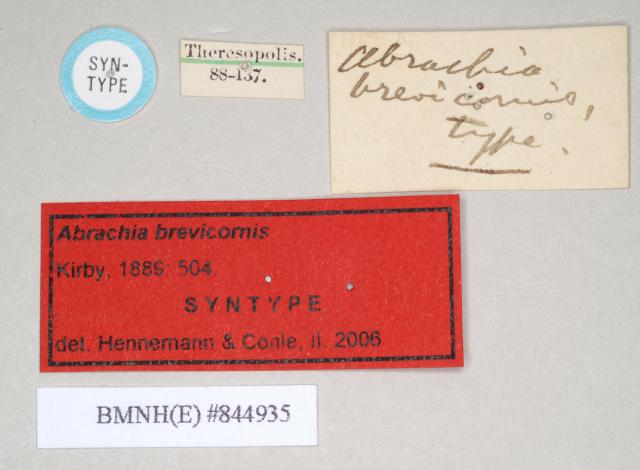 SYN-
TYPE
Theresopolis.
88-137.
Abrachia
brevicornis,
type.
Abrachia brevicornis
Kirby, 1889: 504.
SYNTYPE
det. Hennemann & Conle, II. 2006
BMNH(E) #844935